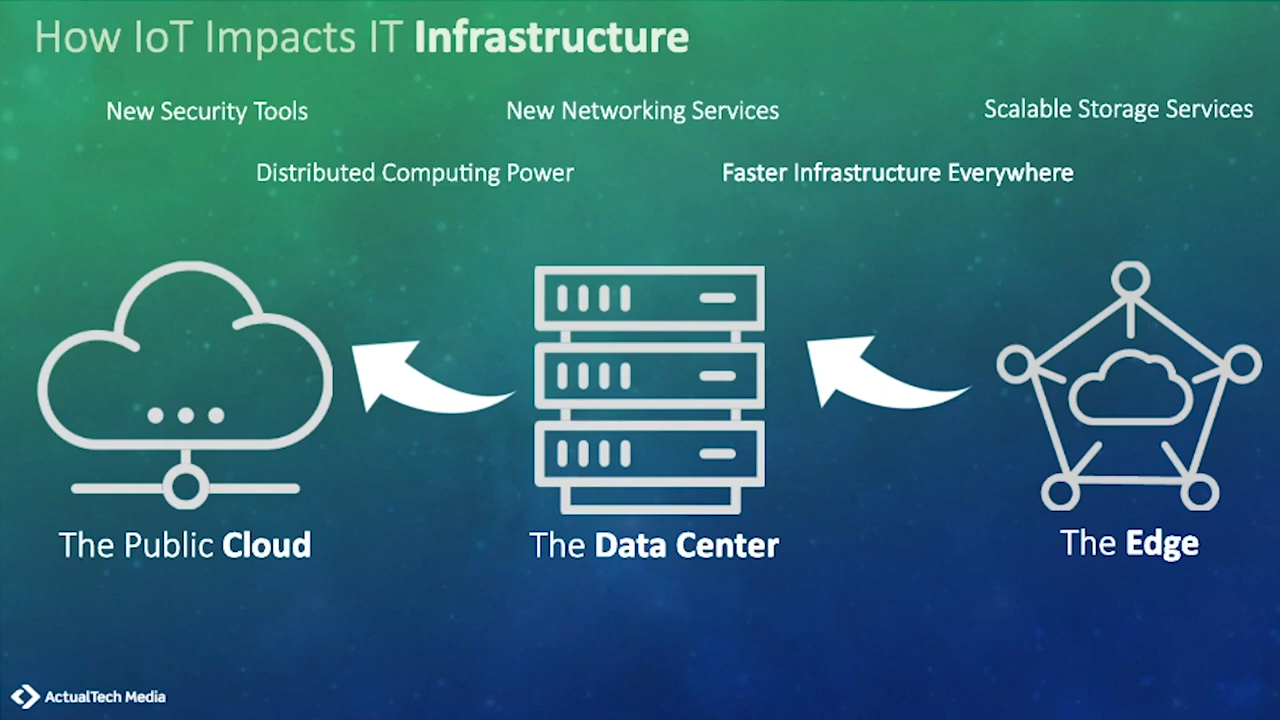 How IoT Impacts IT Infrastructure
New Security Tools
New Networking Services
Scalable Storage Services
Distributed Computing Power
Faster Infrastructure Everywhere
The Public Cloud
The Data Center
The Edge
ActualTech Media